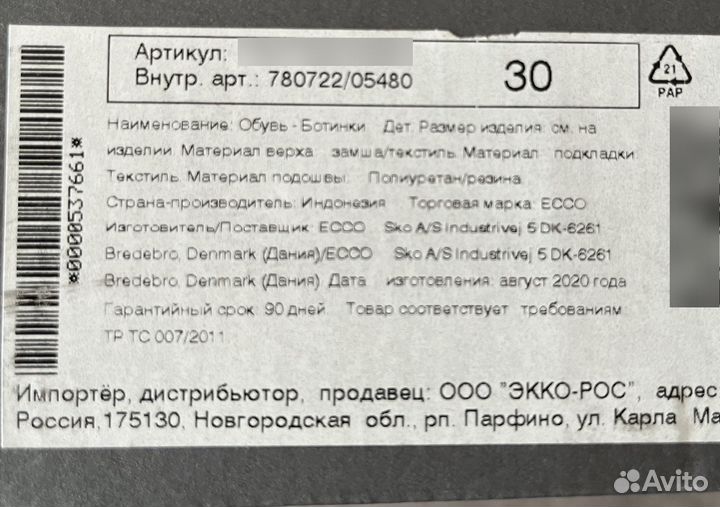 Артикул:
Внутр. арт.: 780722/05480
30
21
PAP
*0000537661*
Наименование: Обувь - Ботинки Дет. Размер изделия: см. на
изделии. Материал верха: замша/текстиль. Материал подкладки:
Текстиль. Материал подошвы: Полиуретан/резина.
Страна-производитель: Индонезия Торговая марка: ECCO
Изготовитель/Поставщик: ECCO Sko A/S Industrivej 5 DK-6261
Bredebro, Denmark (Дания)/ECCO Sko A/S Industrivej 5 DK-6261
Bredebro, Denmark (Дания). Дата изготовления: август 2020 года
Гарантийный срок: 90 дней Товар соответствует требованиям
ТР ТС 007/2011
Импортёр, дистрибьютор, продавец: ООО "ЭККО-РОС", адрес
Россия,175130, Новгородская обл., рп. Парфино, ул. Карла Ма
Avito